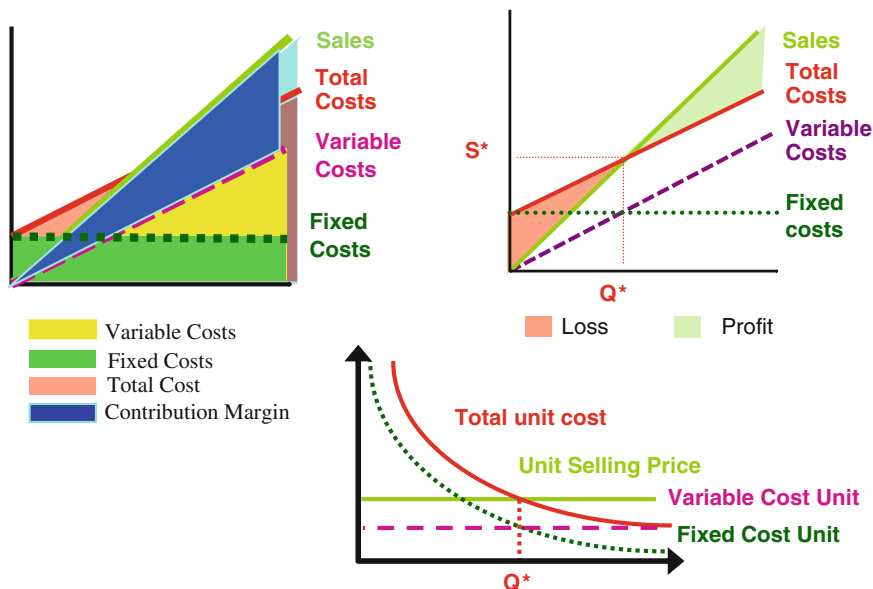 Sales
Total
Costs
Variable
Costs
Fixed
Costs
Variable Costs
Fixed Costs
Total Cost
Contribution Margin
Sales
Total
Costs
Variable
Costs
S*
Fixed
costs
Q*
Loss
Profit
Total unit cost
Unit Selling Price
Variable Cost Unit
Fixed Cost Unit
Q*